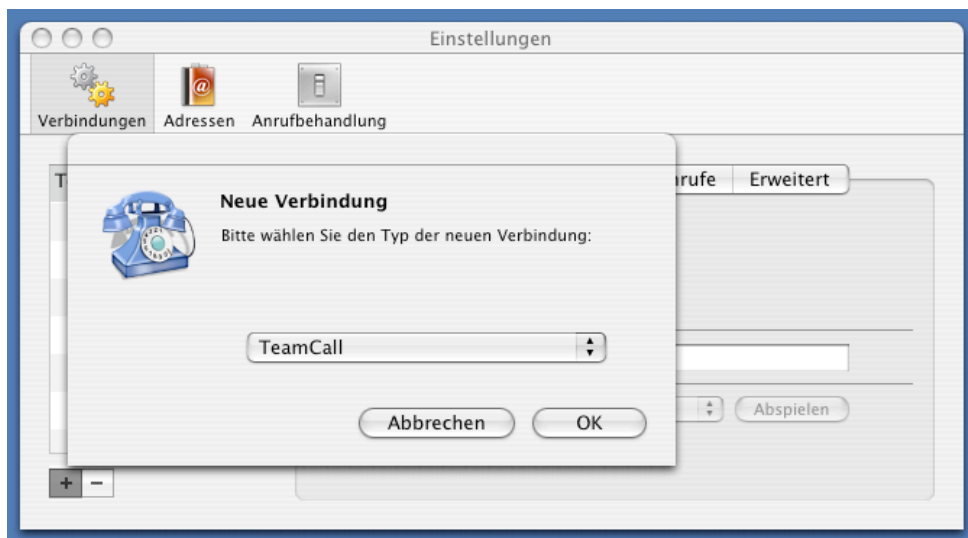 Einstellungen
Verbindungen Adressen Anrufbehandlung
Erweitert
Neue Verbindung
Bitte wählen Sie den Typ der neuen Verbindung:
TeamCall
Abspielen
Abbrechen OK
+ −